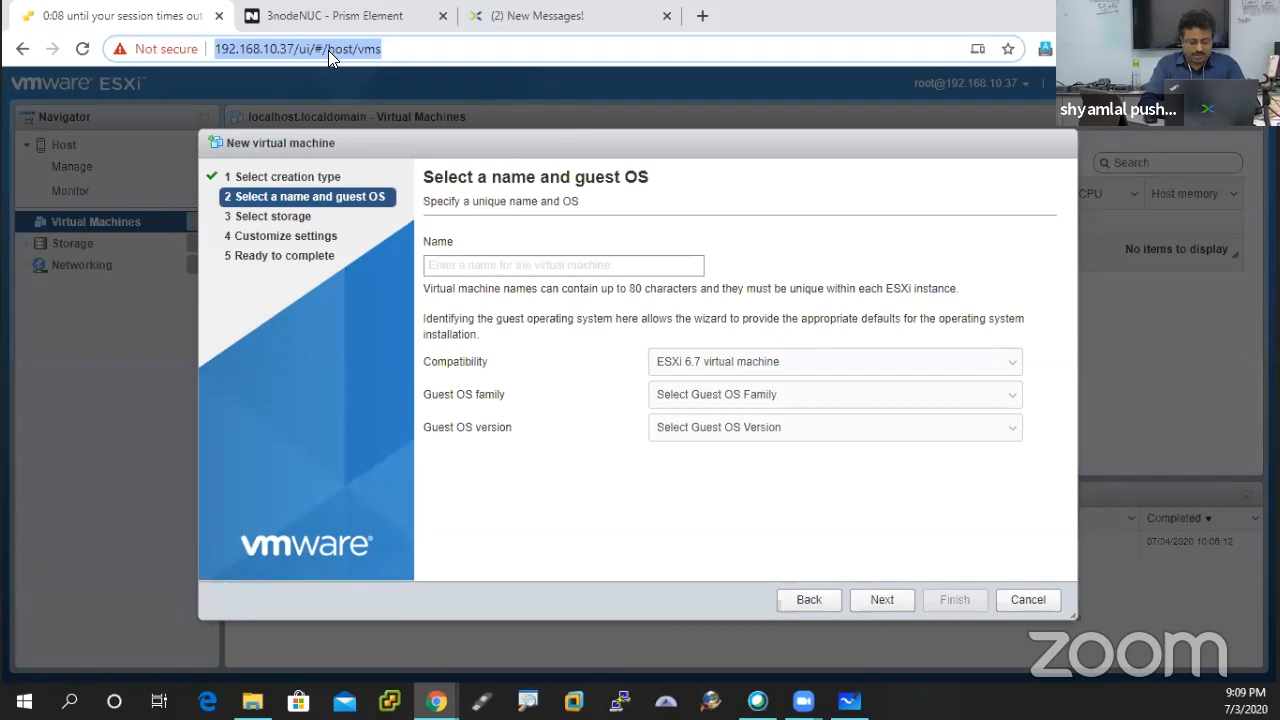 0:08 until your session times out
3nodeNUC - Prism Element
(2) New Messages!
Not secure
192.168.10.37/ui/#/host/vms
vmware ESXi
root@192.168.10.37
shyamlal push...
Navigator
localhost.localdomain - Virtual Machines
Host
Manage
Monitor
Virtual Machines
Storage
Networking
Search
CPU
Host memory
No items to display
New virtual machine
1 Select creation type
2 Select a name and guest OS
3 Select storage
4 Customize settings
5 Ready to complete
vmware
Select a name and guest OS
Specify a unique name and OS
Name
Enter a name for the virtual machine.
Virtual machine names can contain up to 80 characters and they must be unique within each ESXi instance.
Identifying the guest operating system here allows the wizard to provide the appropriate defaults for the operating system
installation.
Compatibility
ESXi 6.7 virtual machine
Guest OS family
Select Guest OS Family
Guest OS version
Select Guest OS Version
Back
Next
Finish
Cancel
Completed
07/04/2020 10:06:12
zoom
9:09 PM
7/3/2020